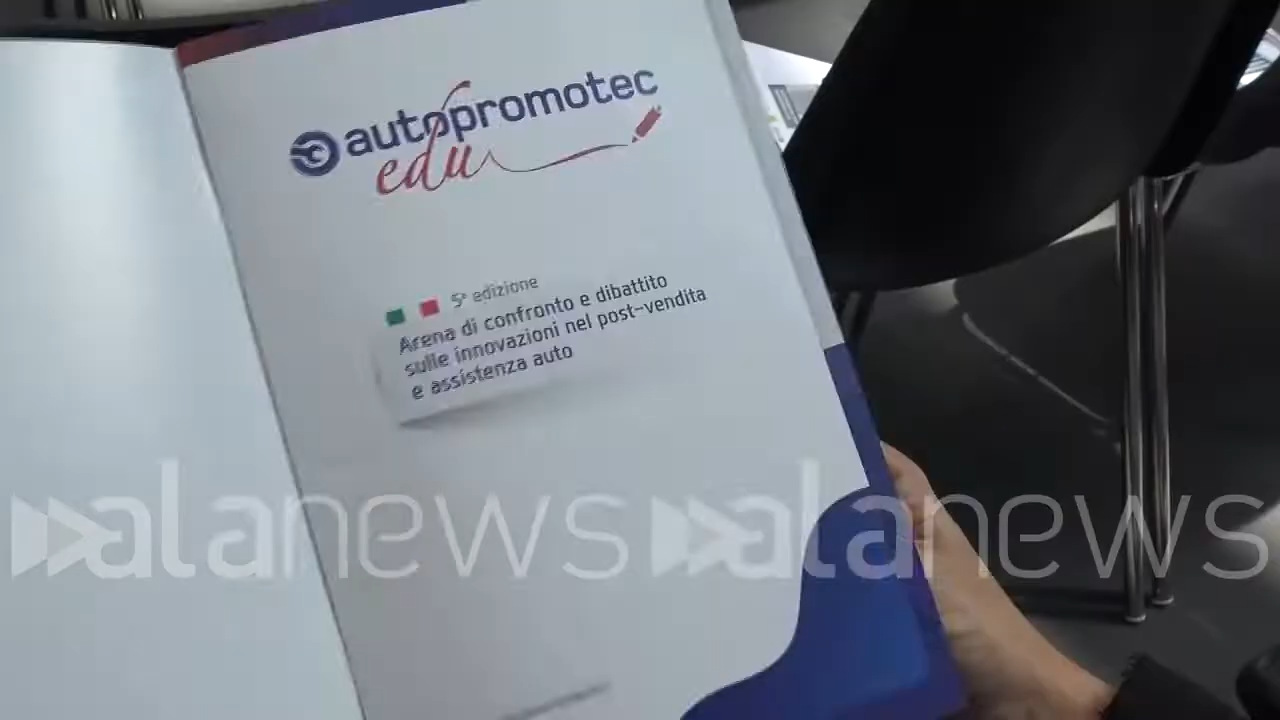 autopromotec
edu
5ª edizione
Arena di confronto e dibattito
sulle innovazioni nel post-vendita
e assistenza auto
alanews alanews